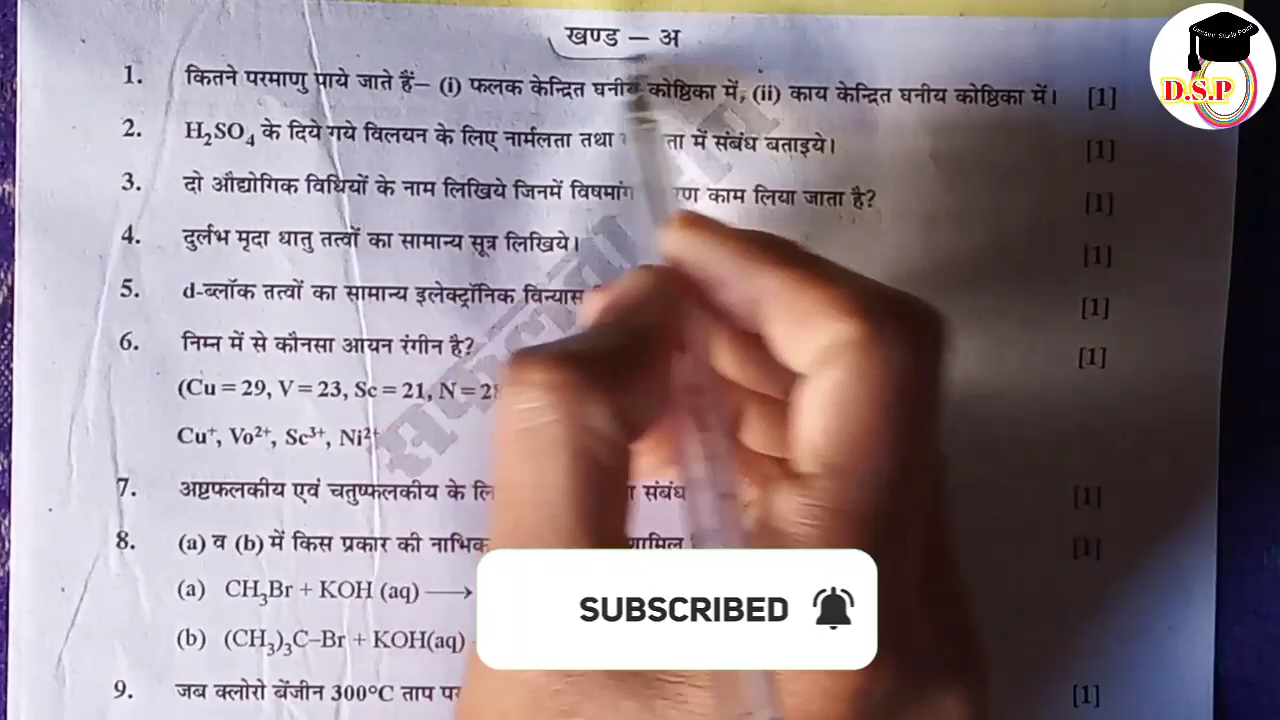 खण्ड – अ
1. कितने परमाणु पाये जाते हैं– (i) फलक केन्द्रित घनीय कोष्ठिका में, (ii) काय केन्द्रित घनीय कोष्ठिका में। [1]
2. H₂SO₄ के दिये गये विलयन के लिए नार्मलता तथा में संबंध बताइये। [1]
3. दो औद्योगिक विधियों के नाम लिखिये जिनमें काम लिया जाता है? [1]
4. दुर्लभ मृदा धातु तत्वों का सामान्य सूत्र लिखिये। [1]
5. d-ब्लॉक तत्वों का सामान्य इलेक्ट्रॉनिक विन्यास [1]
6. निम्न में से कौनसा आयन रंगीन है? [1]
(Cu = 29, V = 23, Sc = 21, N = 28
Cu⁺, Vo²⁺, Sc³⁺, Ni²⁺
7. अष्टफलकीय एवं चतुष्फलकीय के संबंध [1]
8. (a) व (b) में किस प्रकार की [1]
(a) CH₃Br + KOH (aq) ⟶
(b) (CH₃)₃C–Br + KOH(aq)
9. जब क्लोरो बेंजीन 300°C ताप [1]
सफलता
D.S.P
SUBSCRIBED